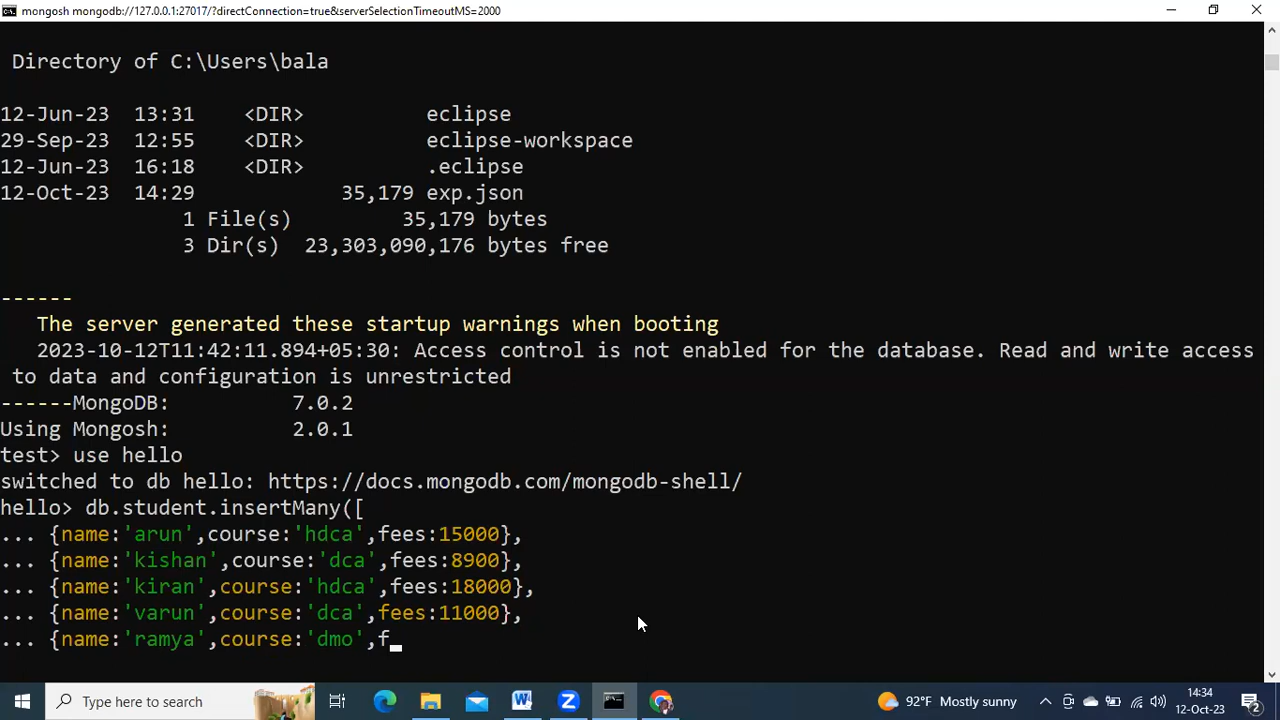 mongosh mongodb://127.0.0.1:27017/?directConnection=true&serverSelectionTimeoutMS=2000
Directory of C:\Users\bala
12-Jun-23  13:31    <DIR>          eclipse
29-Sep-23  12:55    <DIR>          eclipse-workspace
12-Jun-23  16:18    <DIR>          .eclipse
12-Oct-23  14:29            35,179 exp.json
1 File(s)         35,179 bytes
3 Dir(s)  23,303,090,176 bytes free
------
The server generated these startup warnings when booting
2023-10-12T11:42:11.894+05:30: Access control is not enabled for the database. Read and write access
to data and configuration is unrestricted
------MongoDB:          7.0.2
Using Mongosh:          2.0.1
test> use hello
switched to db hello: https://docs.mongodb.com/mongodb-shell/
hello> db.student.insertMany([
... {name:'arun',course:'hdca',fees:15000},
... {name:'kishan',course:'dca',fees:8900},
... {name:'kiran',course:'hdca',fees:18000},
... {name:'varun',course:'dca',fees:11000},
... {name:'ramya',course:'dmo',f_
Type here to search
92°F Mostly sunny
14:34
12-Oct-23
2